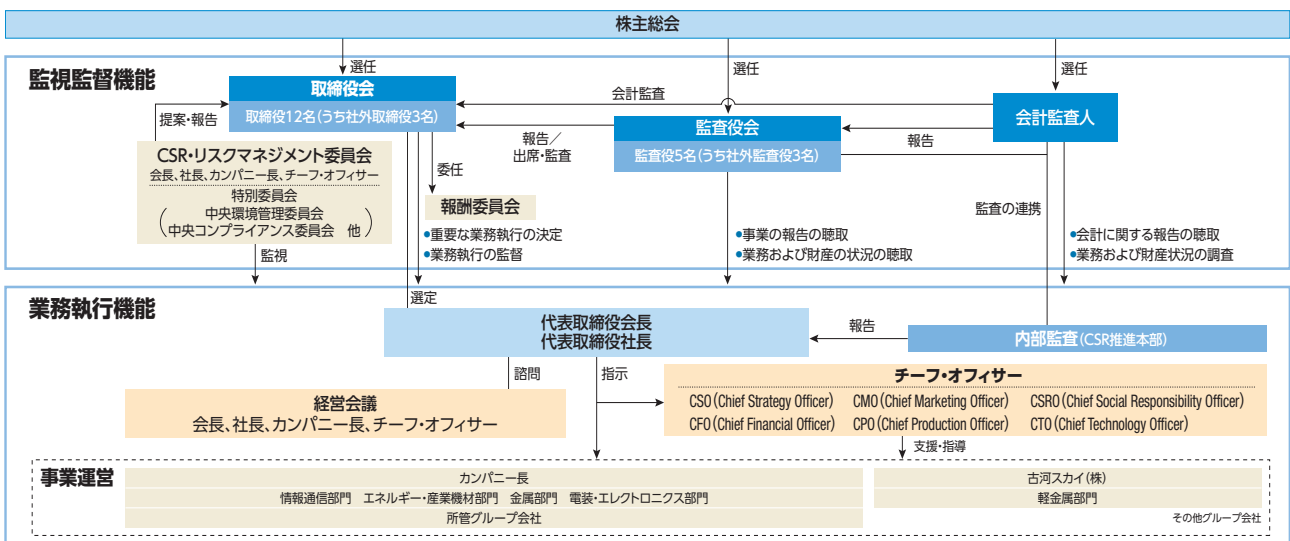 株主総会
選任
選任
選任
監視監督機能
取締役会
取締役12名(うち社外取締役3名)
会計監査
会計監査人
提案・報告
監査役会
監査役5名(うち社外監査役3名)
報告／
出席・監査
報告
CSR・リスクマネジメント委員会
会長、社長、カンパニー長、チーフ・オフィサー
特別委員会
中央環境管理委員会
中央コンプライアンス委員会　他
委任
報酬委員会
監査の連携
●重要な業務執行の決定
●業務執行の監督
●事業の報告の聴取
●業務および財産の状況の聴取
●会計に関する報告の聴取
●業務および財産状況の調査
監視
業務執行機能
選定
代表取締役会長
代表取締役社長
報告
内部監査(CSR推進本部)
諮問
指示
経営会議
会長、社長、カンパニー長、チーフ・オフィサー
チーフ・オフィサー
CSO(Chief Strategy Officer)　CMO(Chief Marketing Officer)　CSRO(Chief Social Responsibility Officer)
CFO(Chief Financial Officer)　CPO(Chief Production Officer)　CTO(Chief Technology Officer)
支援・指導
事業運営
カンパニー長
情報通信部門　エネルギー・産業機材部門　金属部門　電装・エレクトロニクス部門
所管グループ会社
古河スカイ(株)
軽金属部門
その他グループ会社